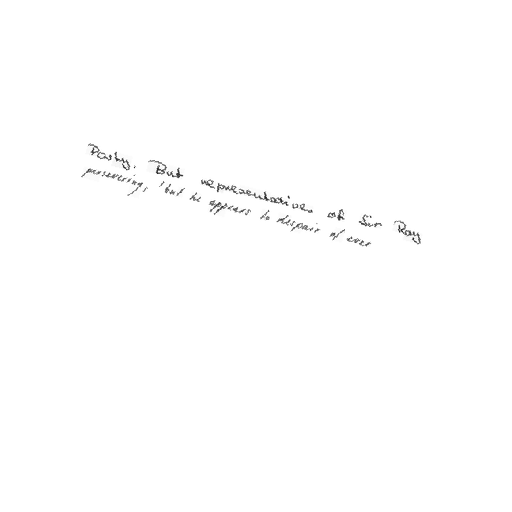 Party. But representatives of Sir Roy
persevering, 'but he appears to despair of ever